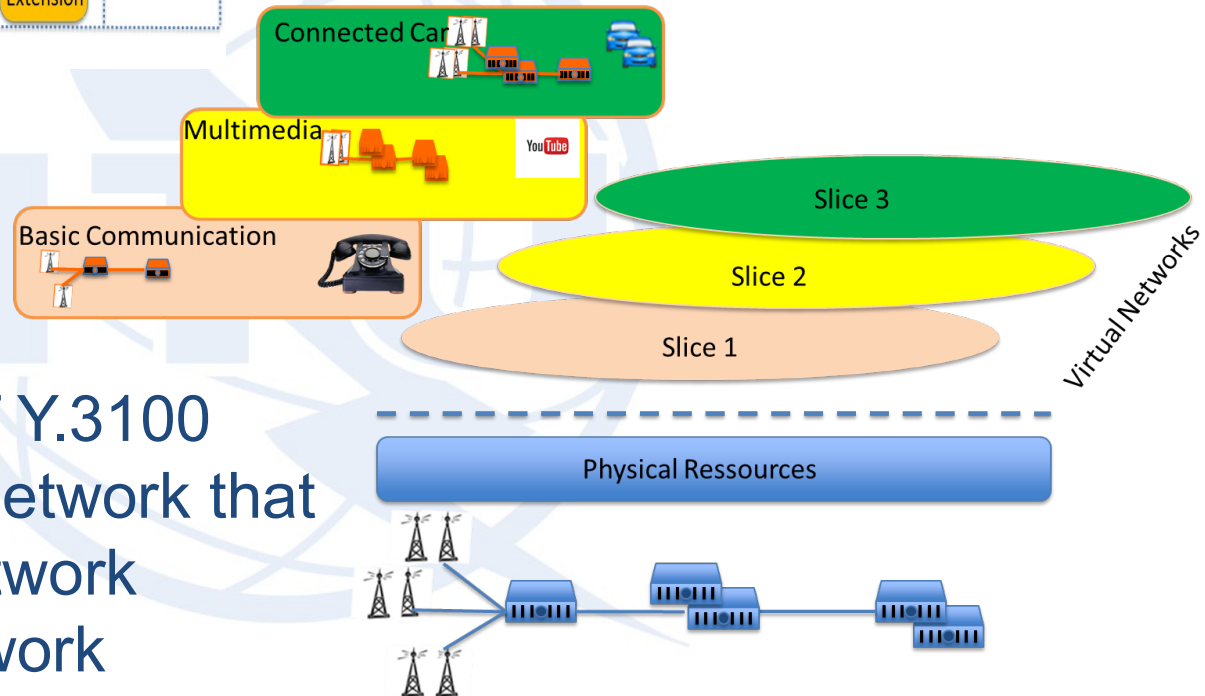 Extension
Connected Car
Multimedia
You Tube
Basic Communication
Slice 3
Slice 2
Slice 1
Virtual Networks
Y.3100
etwork that
twork
work
Physical Ressources